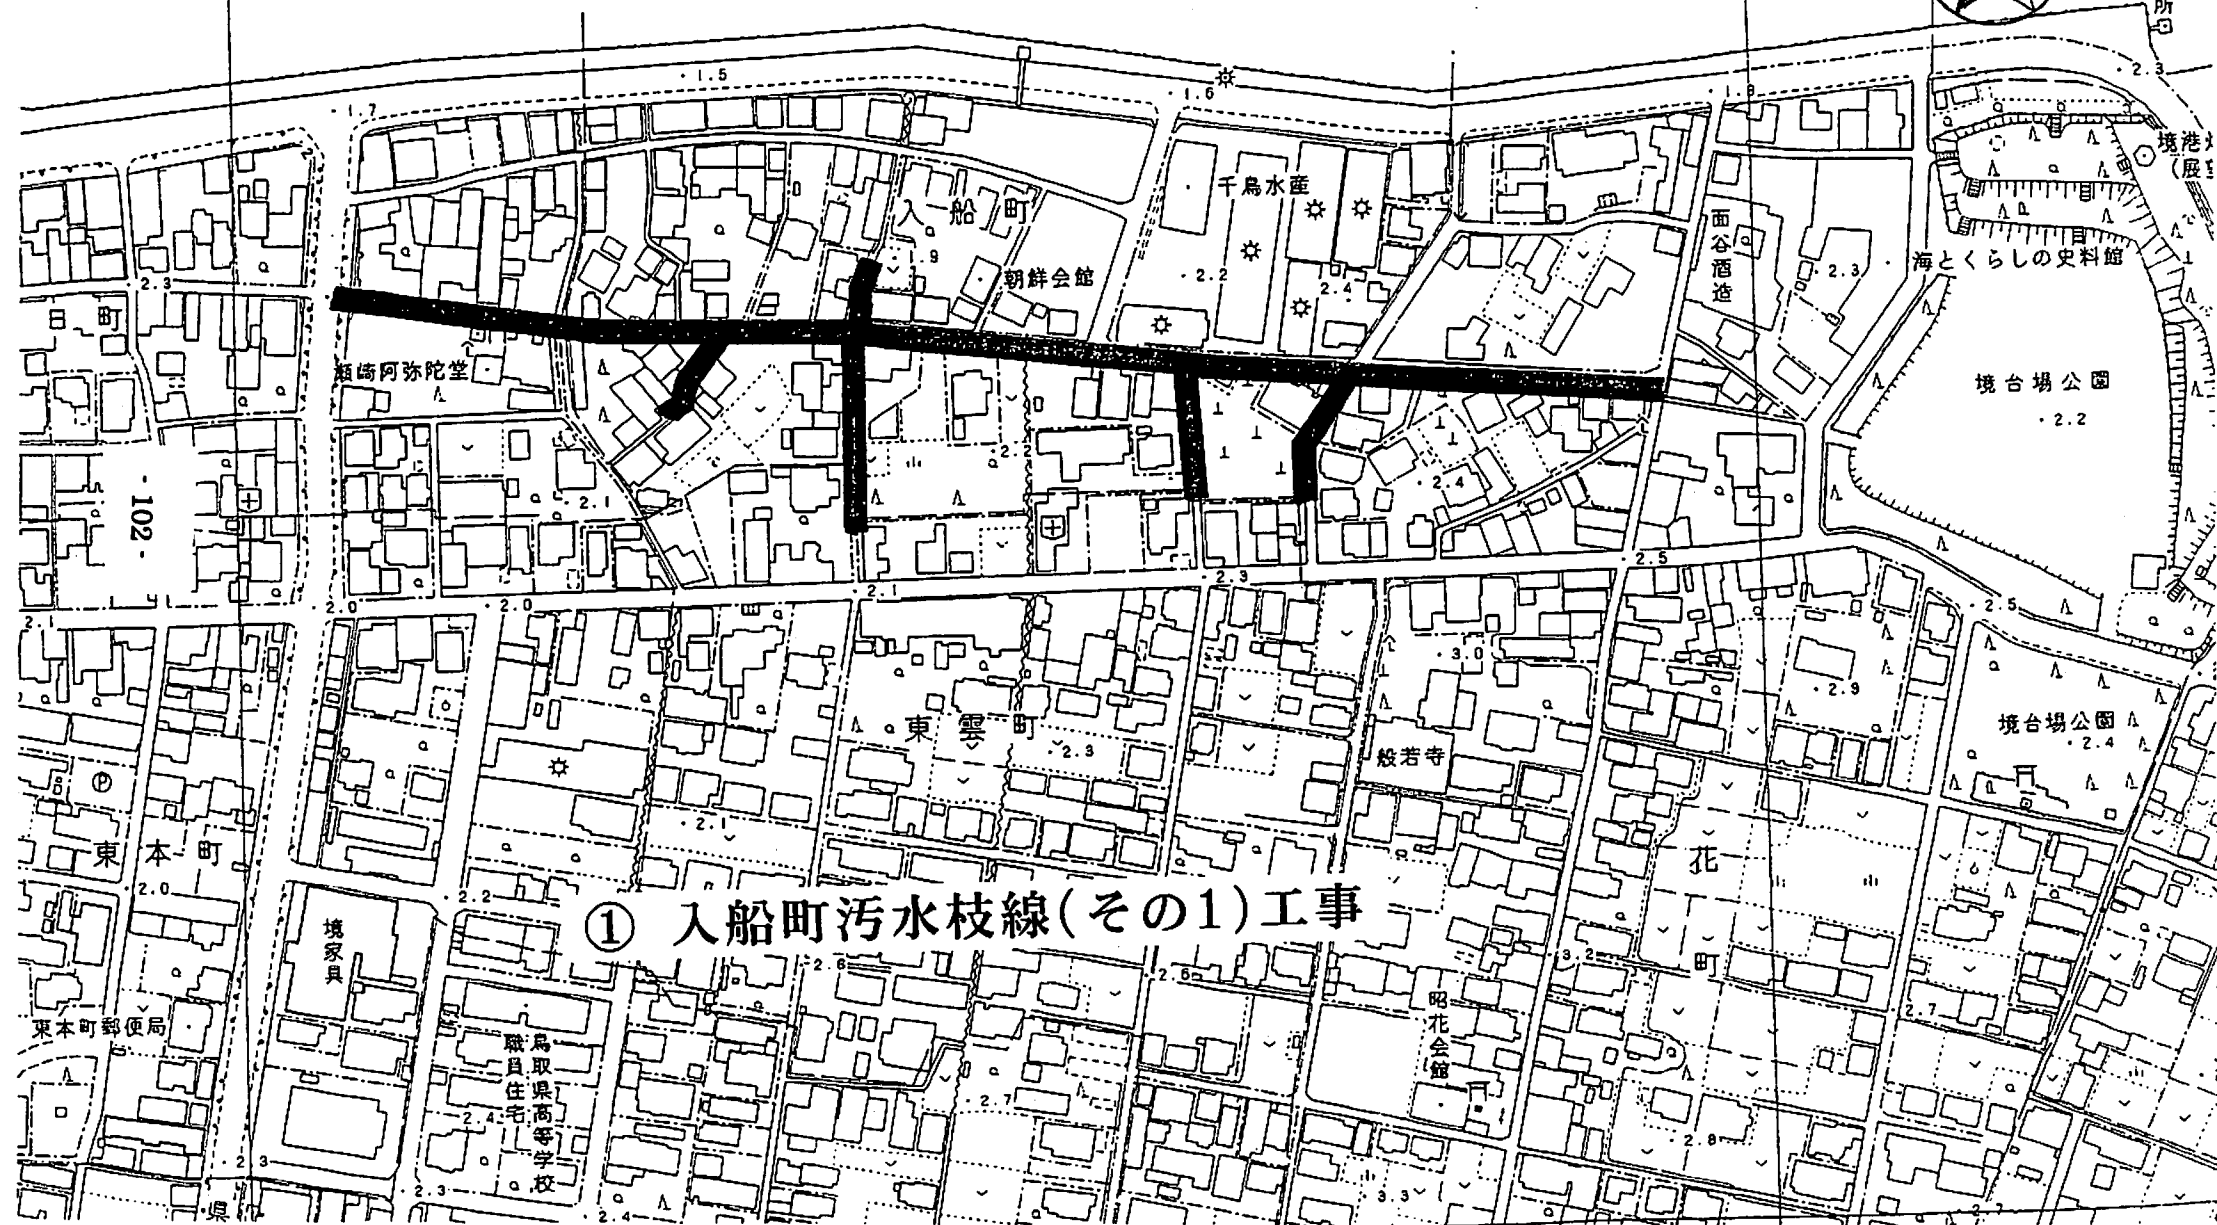 所
・1.5
・2.3
・1.7
・1.6
・1.9
千鳥水産
入船町
面谷酒造
海とくらしの史料館
・2.3
.9
朝鮮会館
・2.2
2.4
・2.3
阿弥陀堂
境台場公園
・2.2
・2.2
・2.4
・2.1
-102-
・2.5
・2.3
・2.1
・2.0
・2.0
2.1
・2.5
・3.0
・2.9
東雲町
・2.3
境台場公園
・2.4
般若寺
・2.1
P
東本町
花町
・2.0
・2.2
① 入船町汚水枝線(その1)工事
境家具
・2.6
・2.6
3.2
昭花会館
・2.7
東本町郵便局
鳥取県高等学校
職員住宅
・2.7
2.4
・2.8
2.3
・2.3
・3.3
・2.4
県